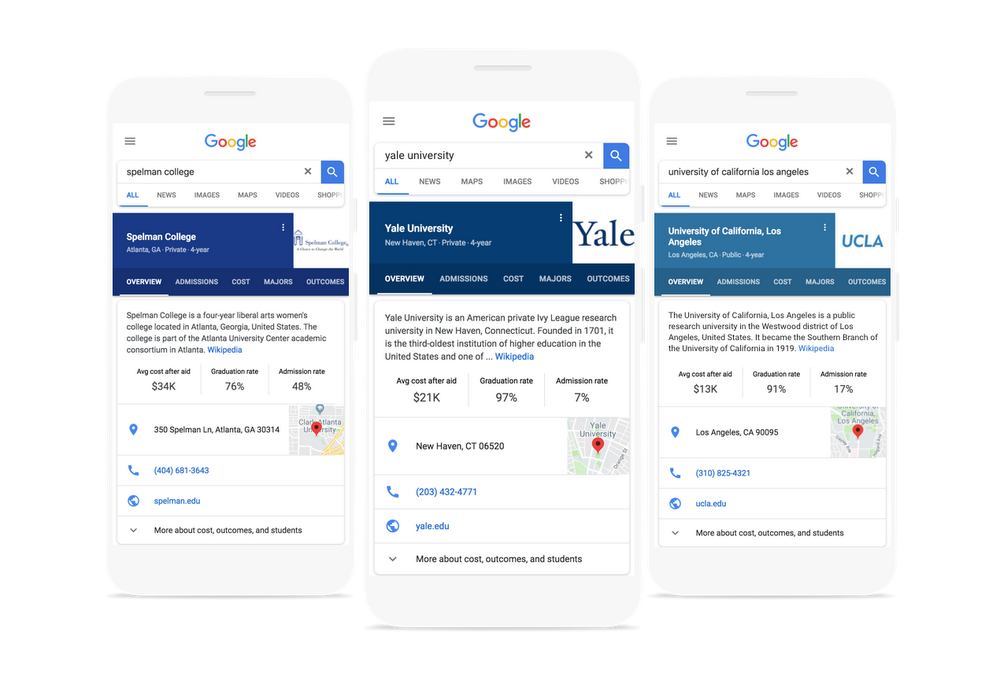 Google
spelman college
ALL NEWS IMAGES MAPS VIDEOS SHOPP
Spelman College
Atlanta, GA · Private · 4-year
Spelman College
A Choice to Change the World
OVERVIEW ADMISSIONS COST MAJORS OUTCOMES
Spelman College is a four-year liberal arts women's
college located in Atlanta, Georgia, United States. The
college is part of the Atlanta University Center academic
consortium in Atlanta. Wikipedia
Avg cost after aid Graduation rate Admission rate
$34K 76% 48%
350 Spelman Ln, Atlanta, GA 30314
Clark Atlanta
University
(404) 681-3643
spelman.edu
More about cost, outcomes, and students
Google
yale university
ALL NEWS MAPS IMAGES VIDEOS SHOPP
Yale University
New Haven, CT · Private · 4-year
Yale
OVERVIEW ADMISSIONS COST MAJORS OUTCOMES
Yale University is an American private Ivy League research
university in New Haven, Connecticut. Founded in 1701, it
is the third-oldest institution of higher education in the
United States and one of ... Wikipedia
Avg cost after aid Graduation rate Admission rate
$21K 97% 7%
New Haven, CT 06520
Yale
University
Orange St
(203) 432-4771
yale.edu
More about cost, outcomes, and students
Google
university of california los angeles
ALL NEWS MAPS IMAGES VIDEOS SHOPP
University of California, Los
Angeles
Los Angeles, CA · Public · 4-year
UCLA
OVERVIEW ADMISSIONS COST MAJORS OUTCOMES
The University of California, Los Angeles is a public
research university in the Westwood district of Los
Angeles, United States. It became the Southern Branch of
the University of California in 1919. Wikipedia
Avg cost after aid Graduation rate Admission rate
$13K 91% 17%
Los Angeles, CA 90095
University of
California,
Los Angeles
(310) 825-4321
ucla.edu
More about cost, outcomes, and students